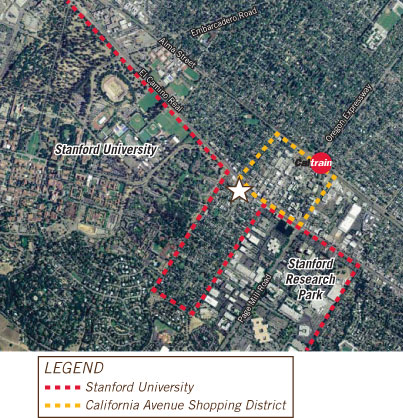 Embarcadero Road
Alma Street
El Camino Real
Oregon Expressway
Stanford University
Caltrain
Stanford
Research
Park
Page Mill Road
LEGEND
Stanford University
California Avenue Shopping District